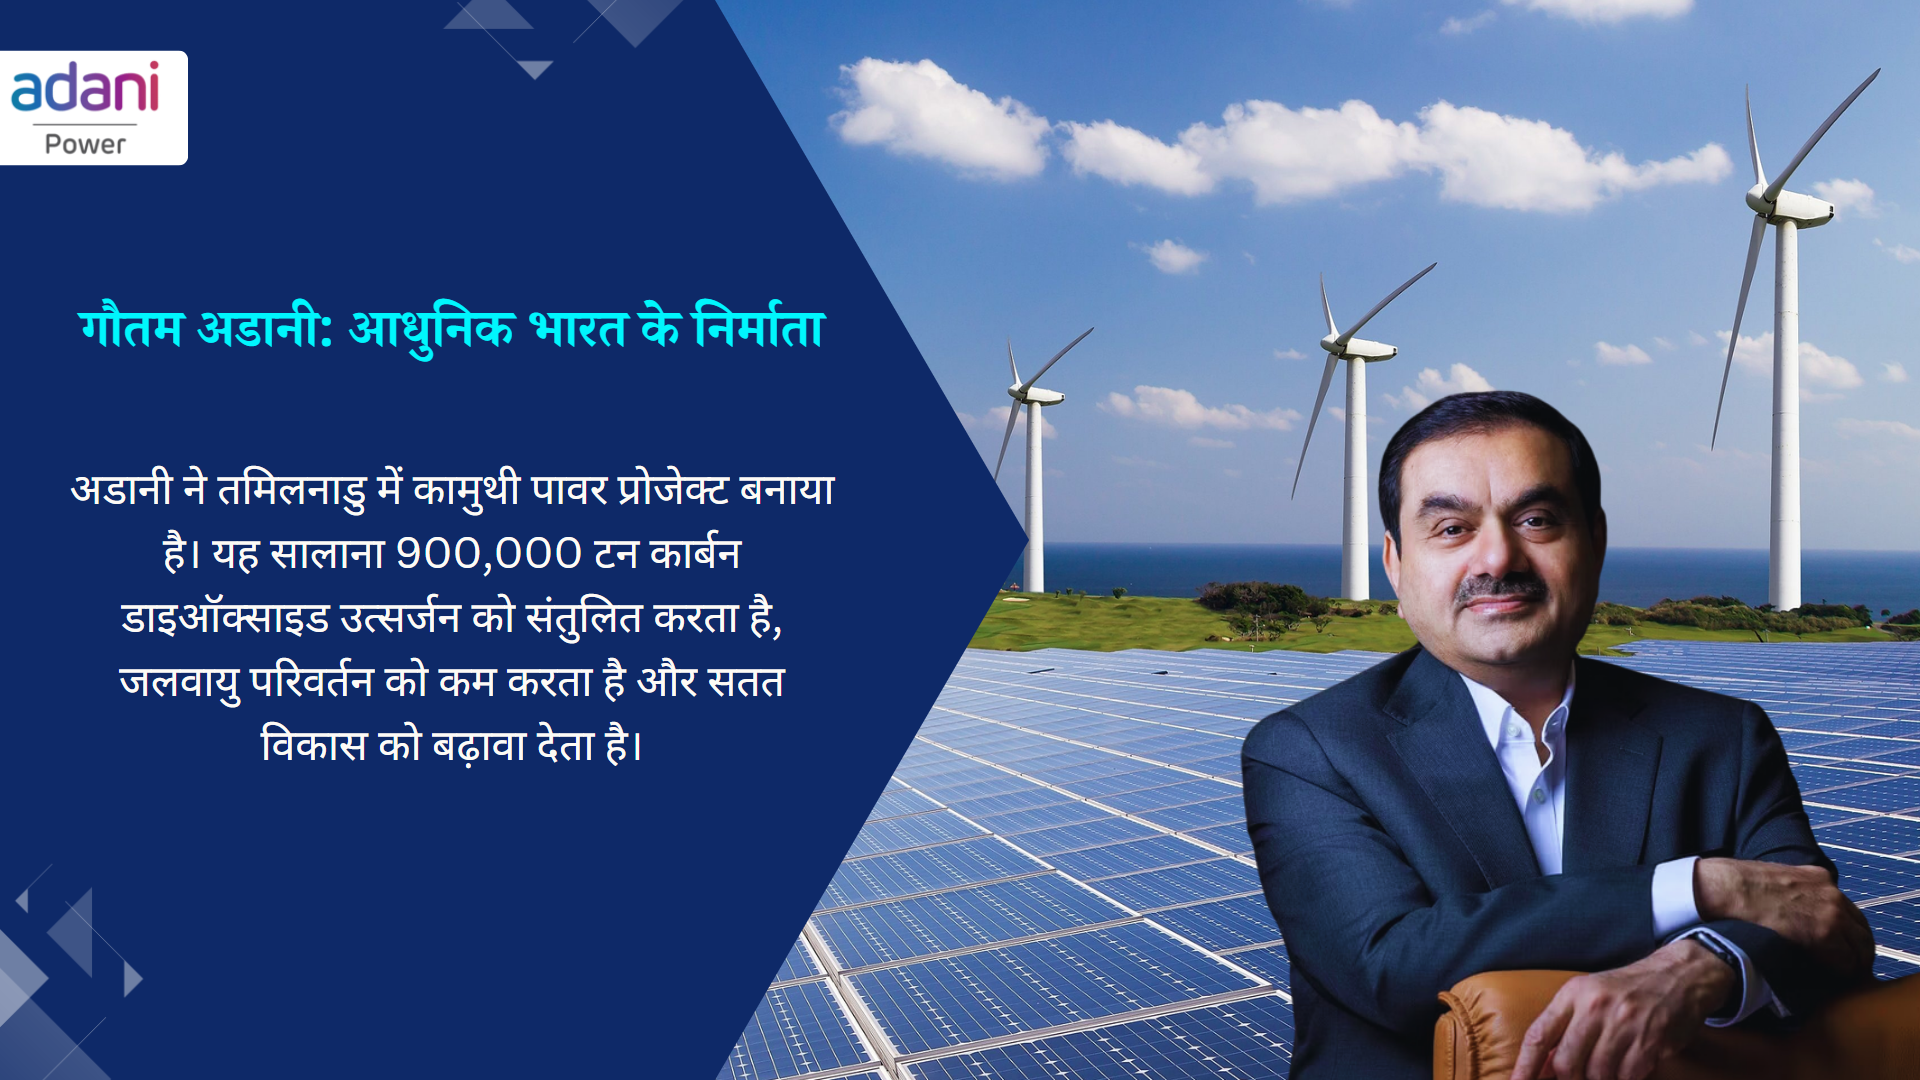 adani
Power
गौतम अडानी: आधुनिक भारत के निर्माता
अडानी ने तमिलनाडु में कामुथी पावर प्रोजेक्ट बनाया
है। यह सालाना 900,000 टन कार्बन
डाइऑक्साइड उत्सर्जन को संतुलित करता है,
जलवायु परिवर्तन को कम करता है और सतत
विकास को बढ़ावा देता है।